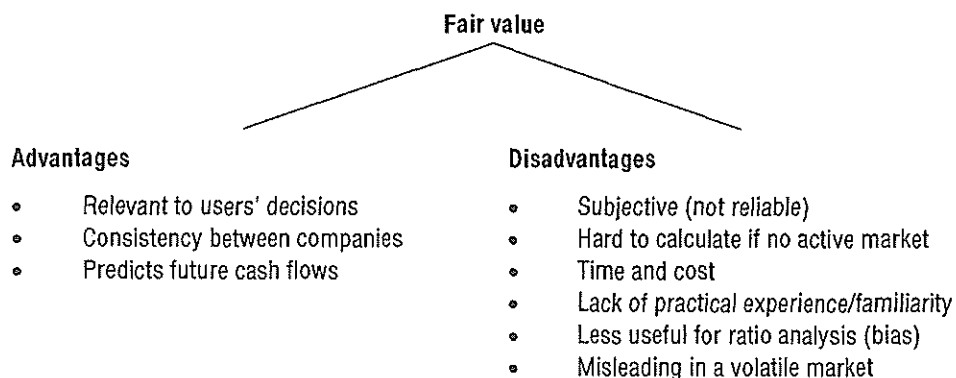 Fair value
Advantages
• Relevant to users' decisions
• Consistency between companies
• Predicts future cash flows
Disadvantages
• Subjective (not reliable)
• Hard to calculate if no active market
• Time and cost
• Lack of practical experience/familiarity
• Less useful for ratio analysis (bias)
• Misleading in a volatile market